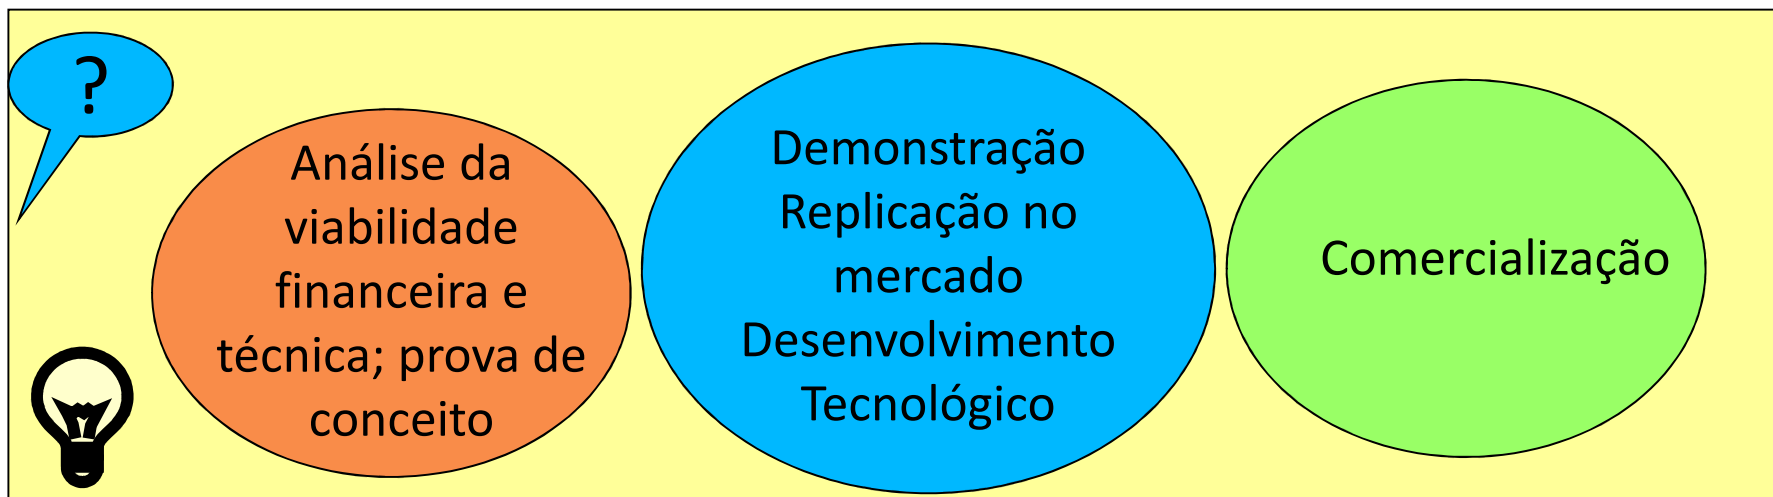 ?
Análise da
viabilidade
financeira e
técnica; prova de
conceito
Demonstração
Replicação no
mercado
Desenvolvimento
Tecnológico
Comercialização